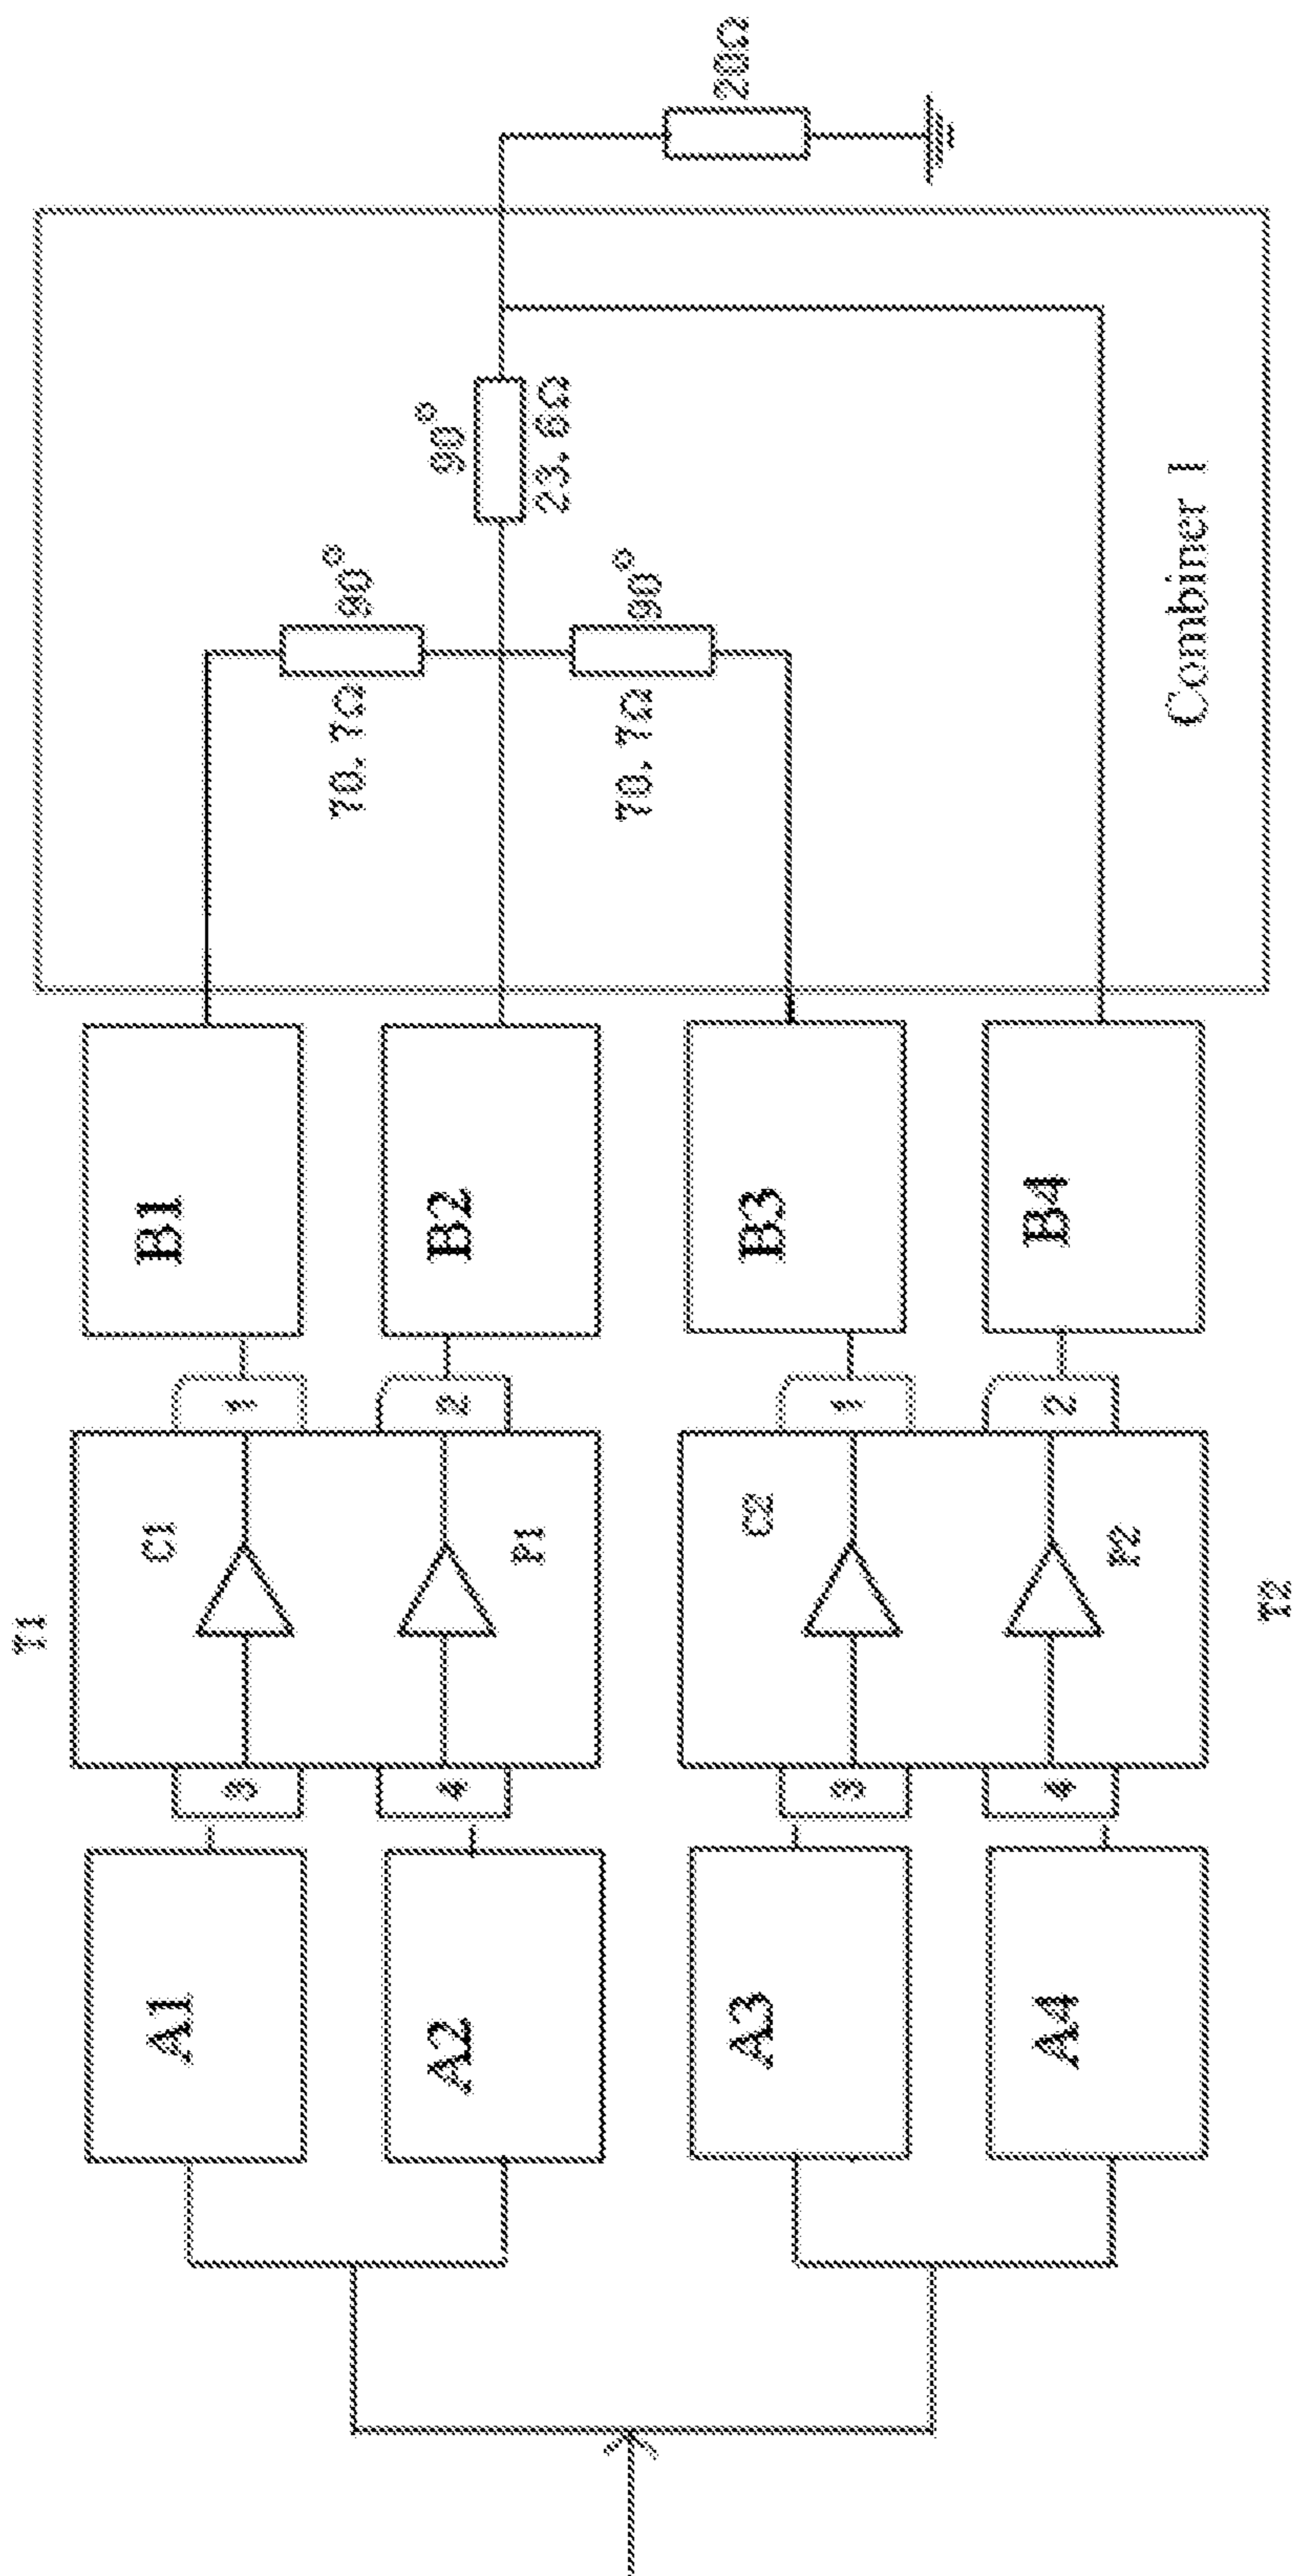 20Ω
90°
23.6Ω
90°
70.7Ω
90°
70.7Ω
Combiner 1
B1
B2
B3
B4
1
2
1
2
T1
C1
P1
C2
P2
T2
3
4
3
4
A1
A2
A3
A4